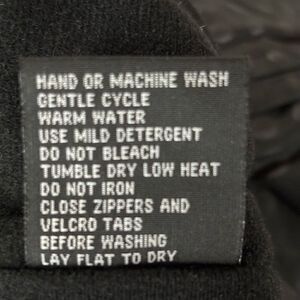 HAND OR MACHINE WASH
GENTLE CYCLE
WARM WATER
USE MILD DETERGENT
DO NOT BLEACH
TUMBLE DRY LOW HEAT
DO NOT IRON
CLOSE ZIPPERS AND
VELCRO TABS
BEFORE WASHING
LAY FLAT TO DRY